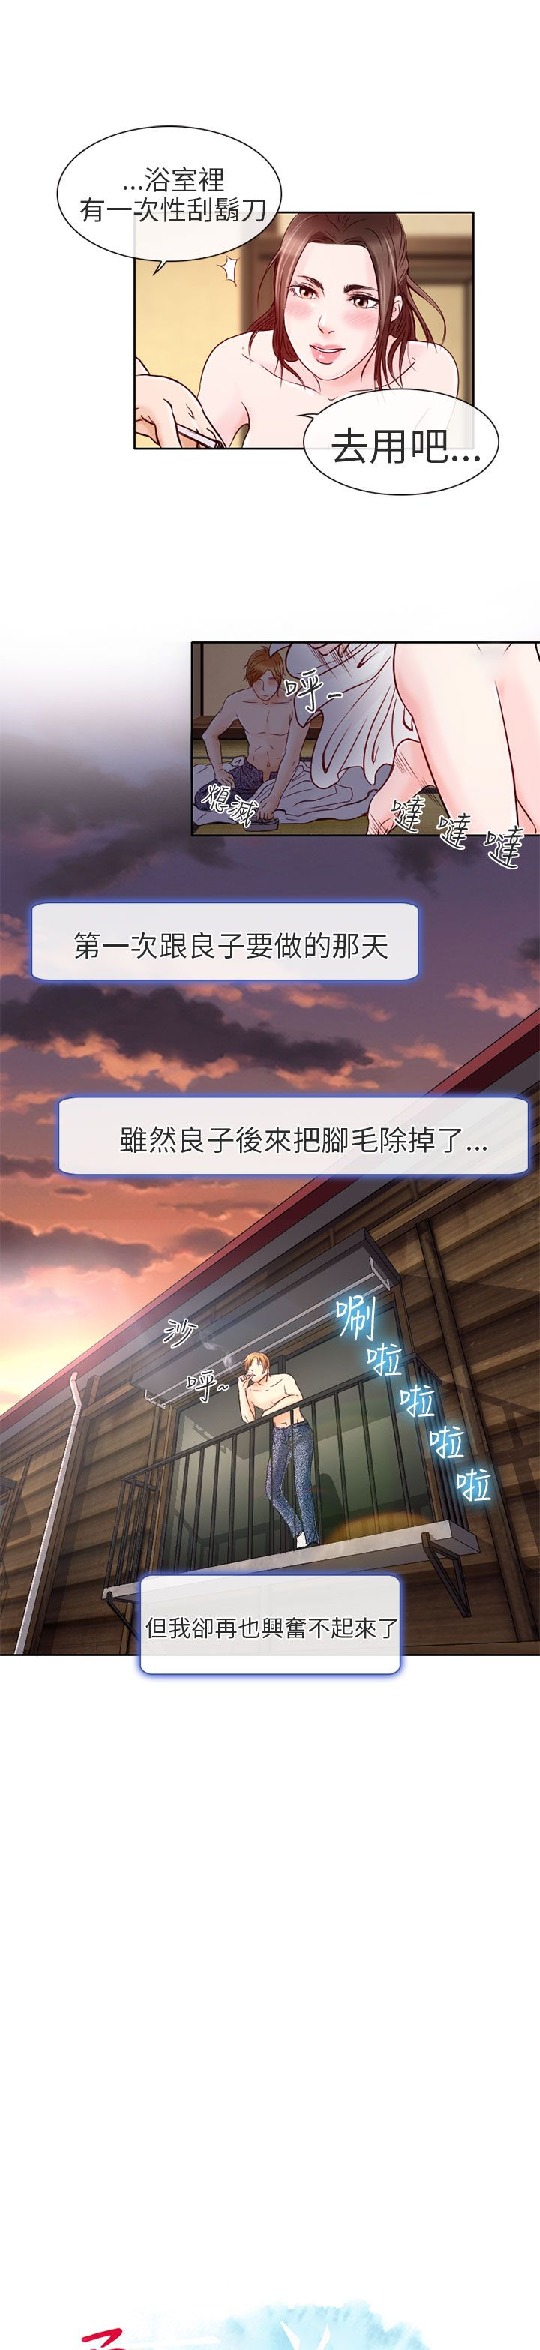 ...浴室裡
有一次性刮鬍刀
去用吧...
呼~
熄滅
噠
噠
噠
第一次跟良子要做的那天
雖然良子後來把腳毛除掉了...
唰
啦
啦
啦
啦
沙
呼~
但我卻再也興奮不起來了